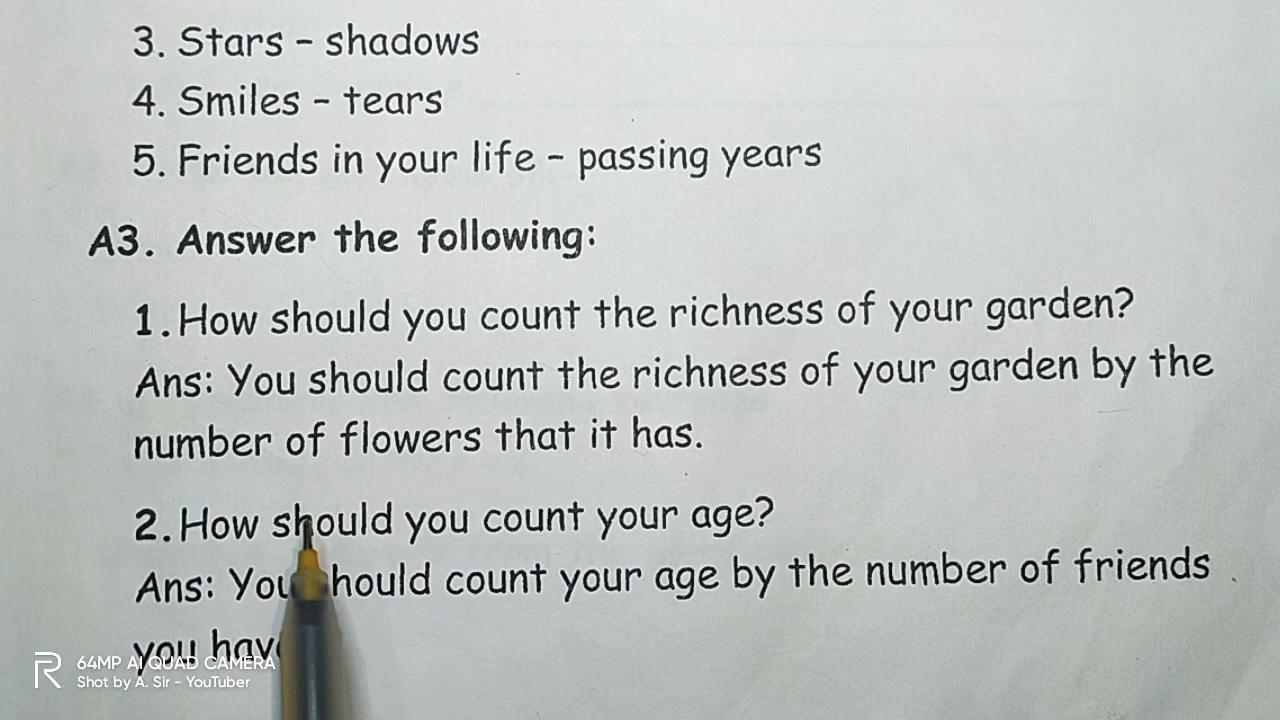 3. Stars - shadows
4. Smiles - tears
5. Friends in your life - passing years
A3. Answer the following:
1. How should you count the richness of your garden?
Ans: You should count the richness of your garden by the
number of flowers that it has.
2. How should you count your age?
Ans: You should count your age by the number of friends
you have
64MP AI QUAD CAMERA
Shot by A. Sir - YouTuber